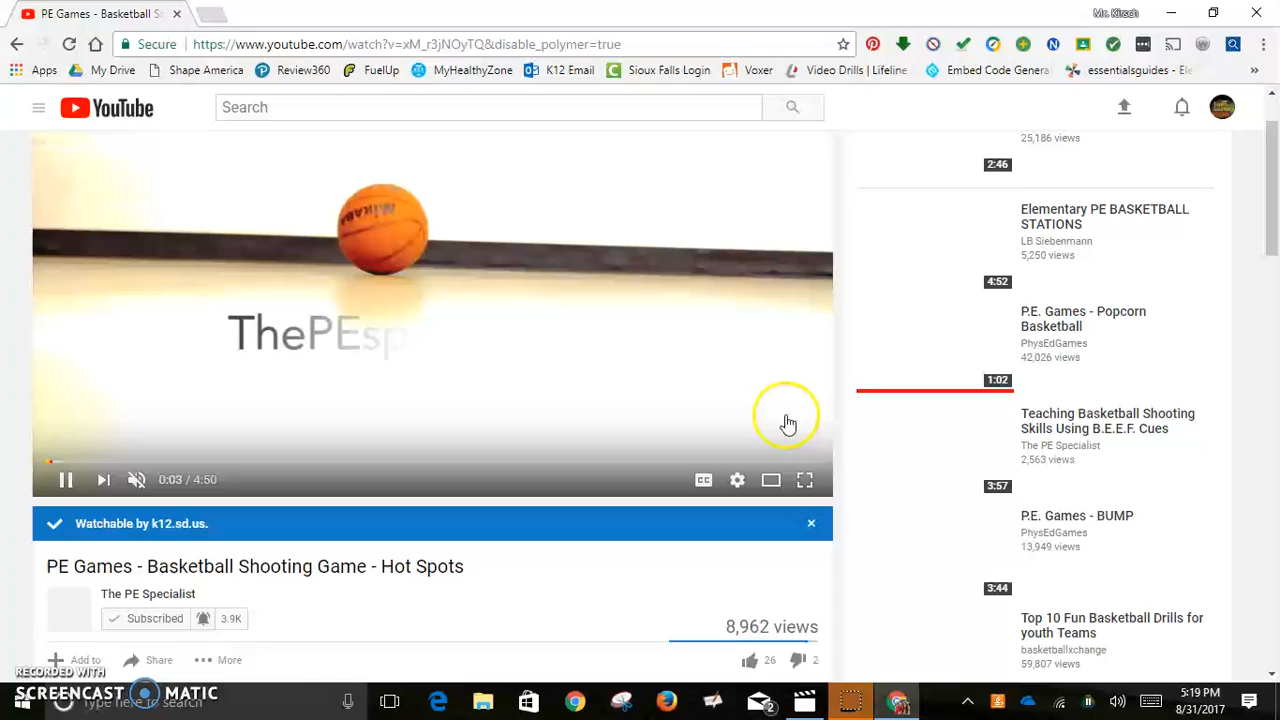 PE Games - Basketball S
Mr. Kirsch
Secure https://www.youtube.com/watch?v=xM_r3jNOyTQ&disable_polymer=true
Apps My Drive Shape America Review360 FuelUp MyHealthyZone K12 Email Sioux Falls Login Voxer Video Drills | Lifeline Embed Code General essentialsguides - Ele
YouTube
Search
25,186 views
2:46
Elementary PE BASKETBALL
STATIONS
LB Siebenmann
5,250 views
4:52
P.E. Games - Popcorn
Basketball
PhysEdGames
42,026 views
1:02
Teaching Basketball Shooting
Skills Using B.E.E.F. Cues
The PE Specialist
2,563 views
3:57
P.E. Games - BUMP
PhysEdGames
13,949 views
3:44
Top 10 Fun Basketball Drills for
youth Teams
basketballxchange
59,807 views
MIKASA
ThePEsp
0:03 / 4:50
CC
Watchable by k12.sd.us.
PE Games - Basketball Shooting Game - Hot Spots
The PE Specialist
Subscribed 3.9K
8,962 views
Add to Share More
26 2
RECORDED WITH
SCREENCAST MATIC
Type here to search
2
5:19 PM
8/31/2017